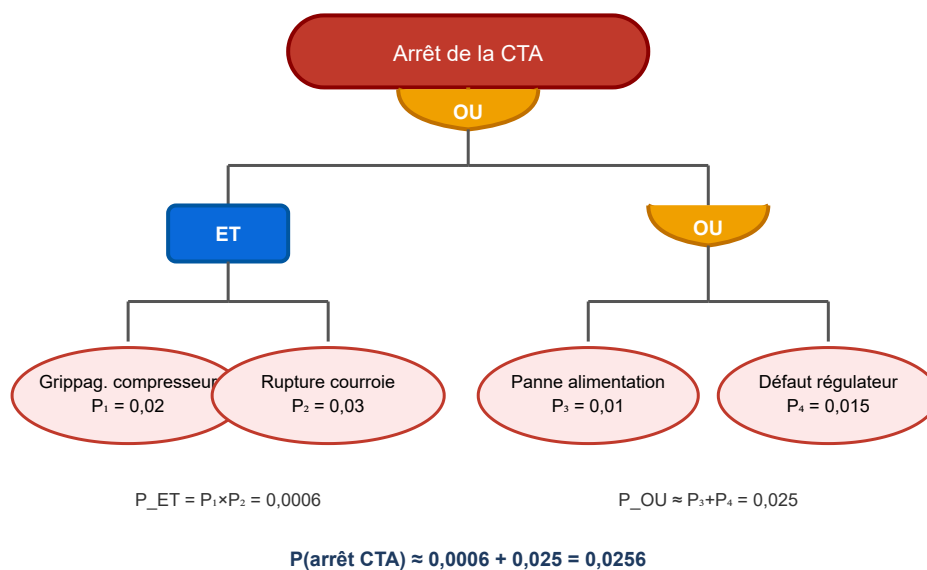 Arrêt de la CTA
OU
ET
OU
Grippag. compresseur
P₁ = 0,02
Rupture courroie
P₂ = 0,03
Panne alimentation
P₃ = 0,01
Défaut régulateur
P₄ = 0,015
P_ET = P₁×P₂ = 0,0006
P_OU ≈ P₃+P₄ = 0,025
P(arrêt CTA) ≈ 0,0006 + 0,025 = 0,0256